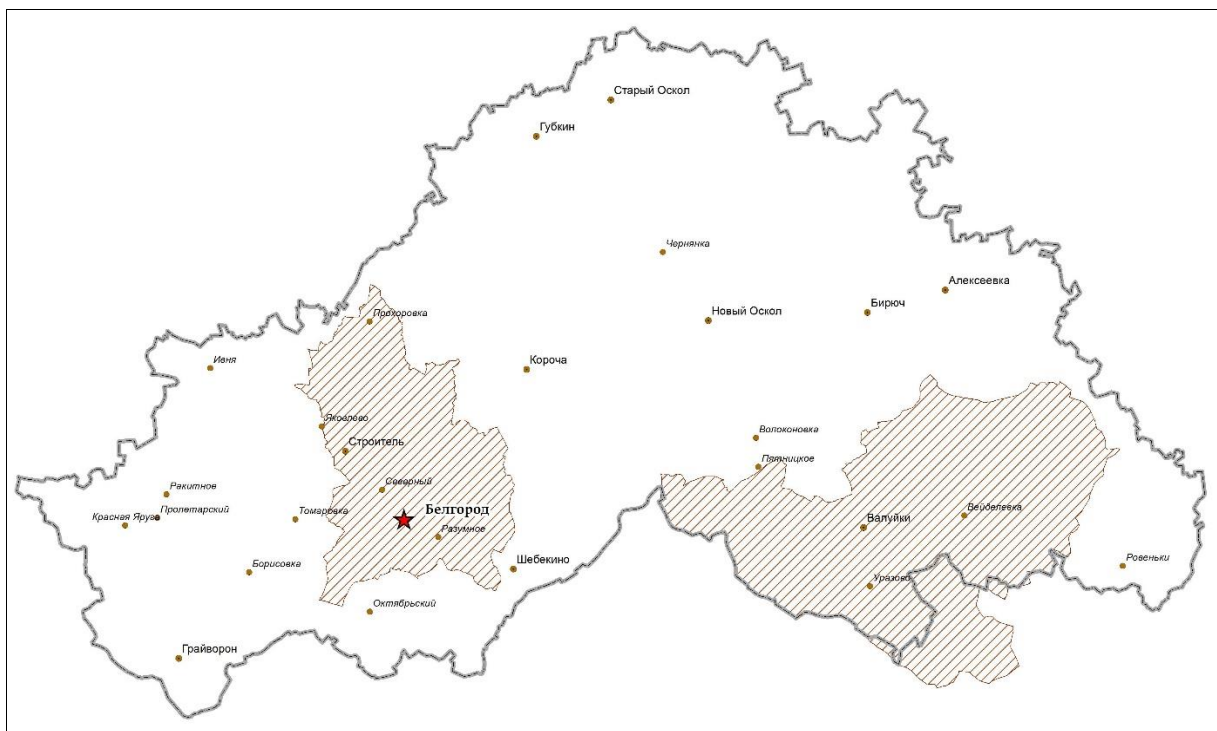 Старый Оскол
Губкин
Чернянка
Алексеевка
Бирюч
Новый Оскол
Прохоровка
Ивня
Короча
Яковлево
Строитель
Волоконовка
Пятницкое
Северный
Ракитное
Белгород
Пролетарский
Красная Яруга
Томаровка
Вейделевка
Валуйки
Разумное
Шебекино
Борисовка
Ровеньки
Уразово
Октябрьский
Грайворон